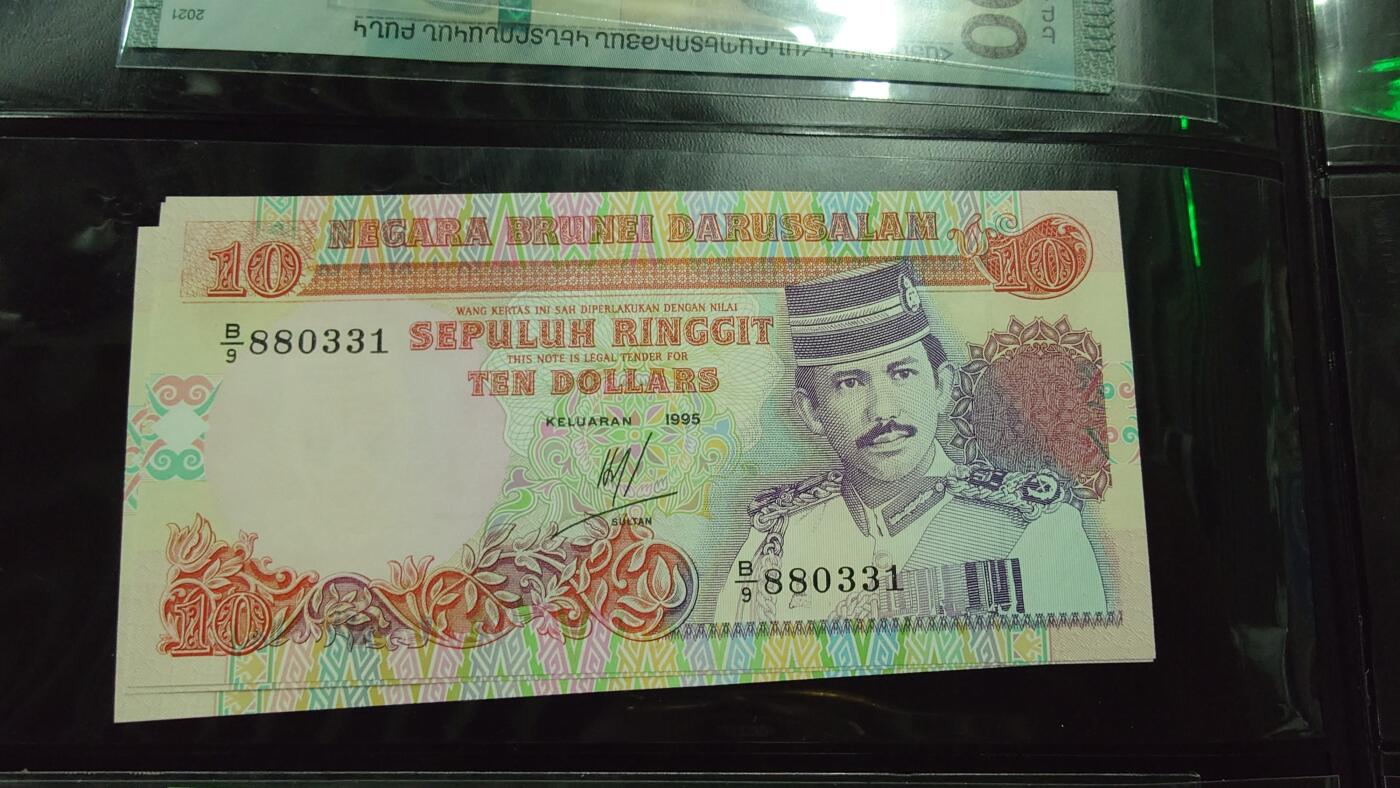 2021
10 NEGARA BRUNEI DARUSSALAM 10
WANG KERTAS INI SAH DIPERLAKUKAN DENGAN NILAI
B/9 880331 SEPULUH RINGGIT
THIS NOTE IS LEGAL TENDER FOR
TEN DOLLARS
KELUARAN 1995
SULTAN
B/9 880331
10